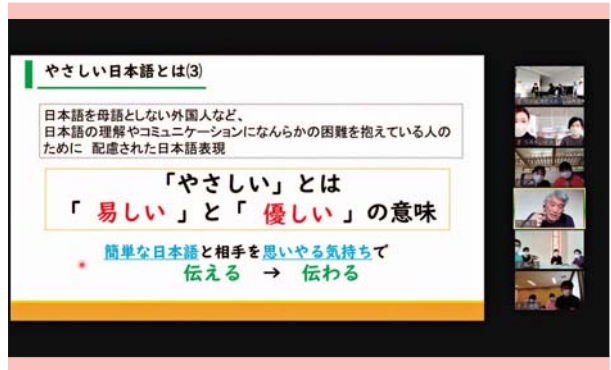 やさしい日本語とは⑶
日本語を母語としない外国人など、
日本語の理解やコミュニケーションになんらかの困難を抱えている人の
ために 配慮された日本語表現
「やさしい」とは
「 易しい 」と「 優しい 」の意味
簡単な日本語と相手を思いやる気持ちで
伝える → 伝わる